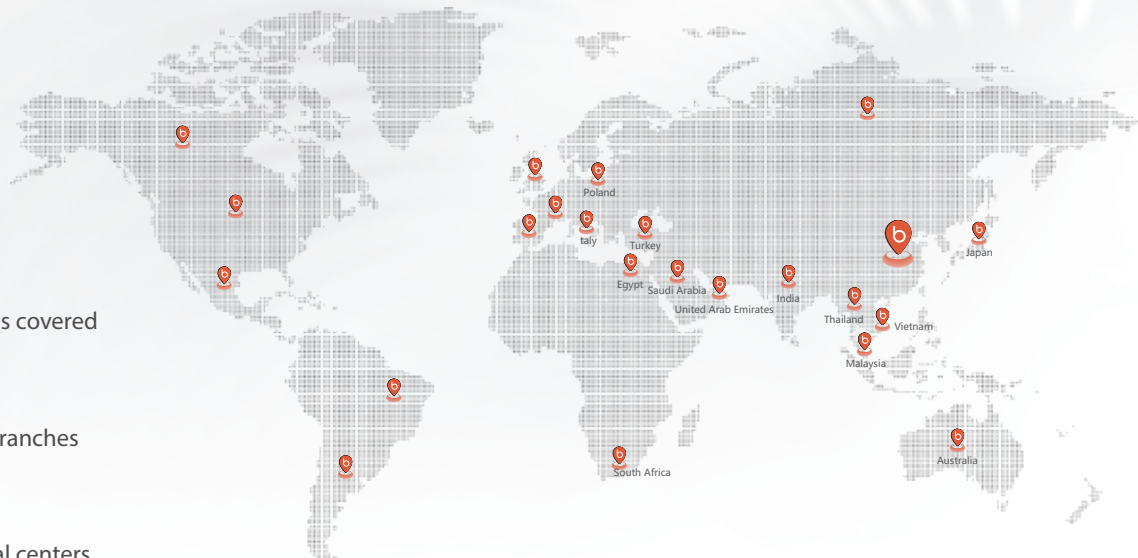 b
b
b
Poland
b
b
b
b
taly
b
Turkey
b
b
Japan
b
Egypt
b
Saudi Arabia
b
United Arab Emirates
b
India
b
s covered
b
Thailand
b
Vietnam
b
Malaysia
b
ranches
b
Australia
b
South Africa
b
al centers